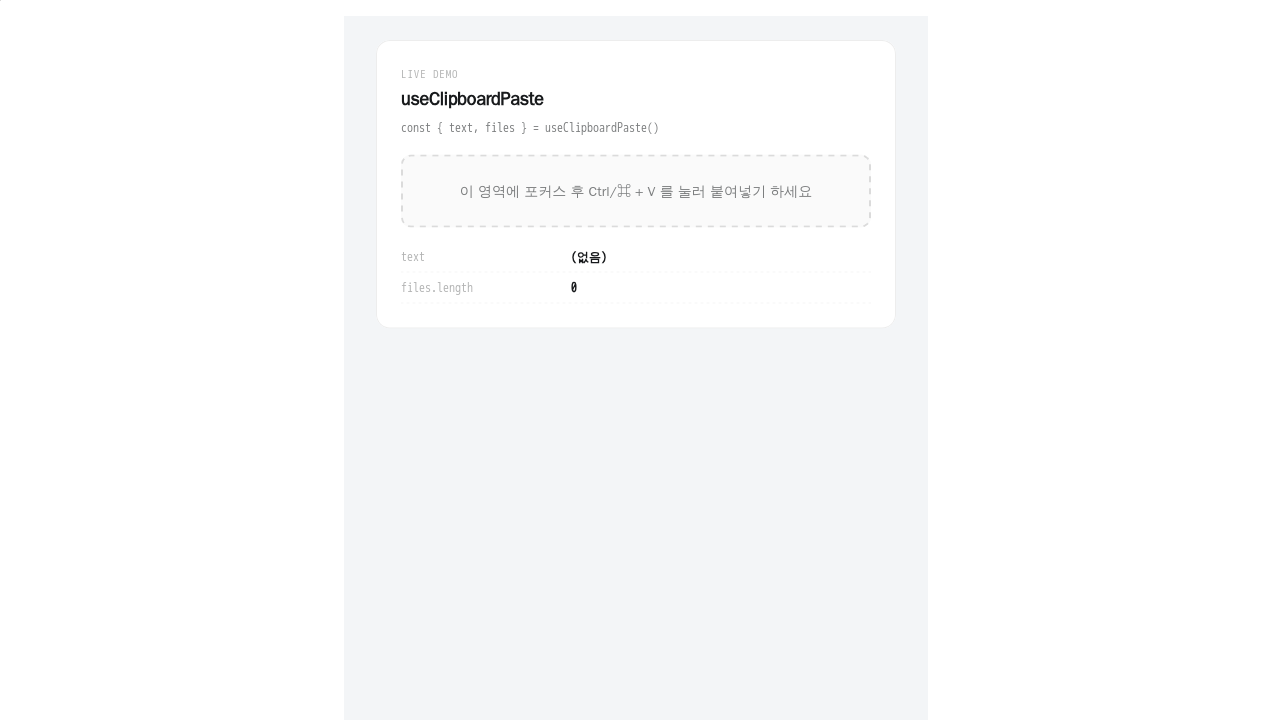 LIVE DEMO
useClipboardPaste
const { text, files } = useClipboardPaste()
이 영역에 포커스 후 Ctrl/⌘ + V 를 눌러 붙여넣기 하세요
text (없음)
files.length 0